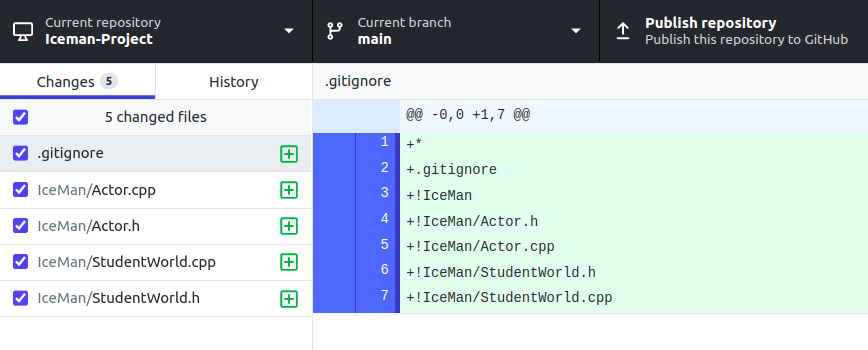 Current repository
Iceman-Project
Current branch
main
Publish repository
Publish this repository to GitHub
Changes 5
History
.gitignore
5 changed files
.gitignore
IceMan/Actor.cpp
IceMan/Actor.h
IceMan/StudentWorld.cpp
IceMan/StudentWorld.h
@@ -0,0 +1,7 @@
1 +*
2 +.gitignore
3 +!IceMan
4 +!IceMan/Actor.h
5 +!IceMan/Actor.cpp
6 +!IceMan/StudentWorld.h
7 +!IceMan/StudentWorld.cpp